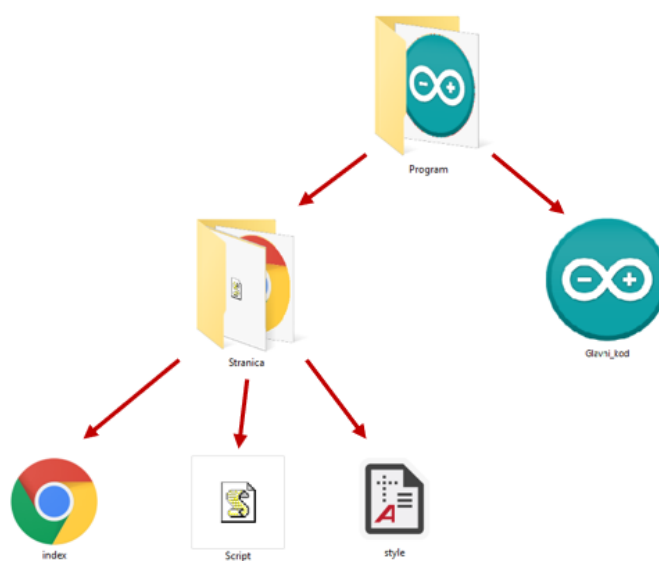 Program
Stranica
Glavni_kod
index
Script
style